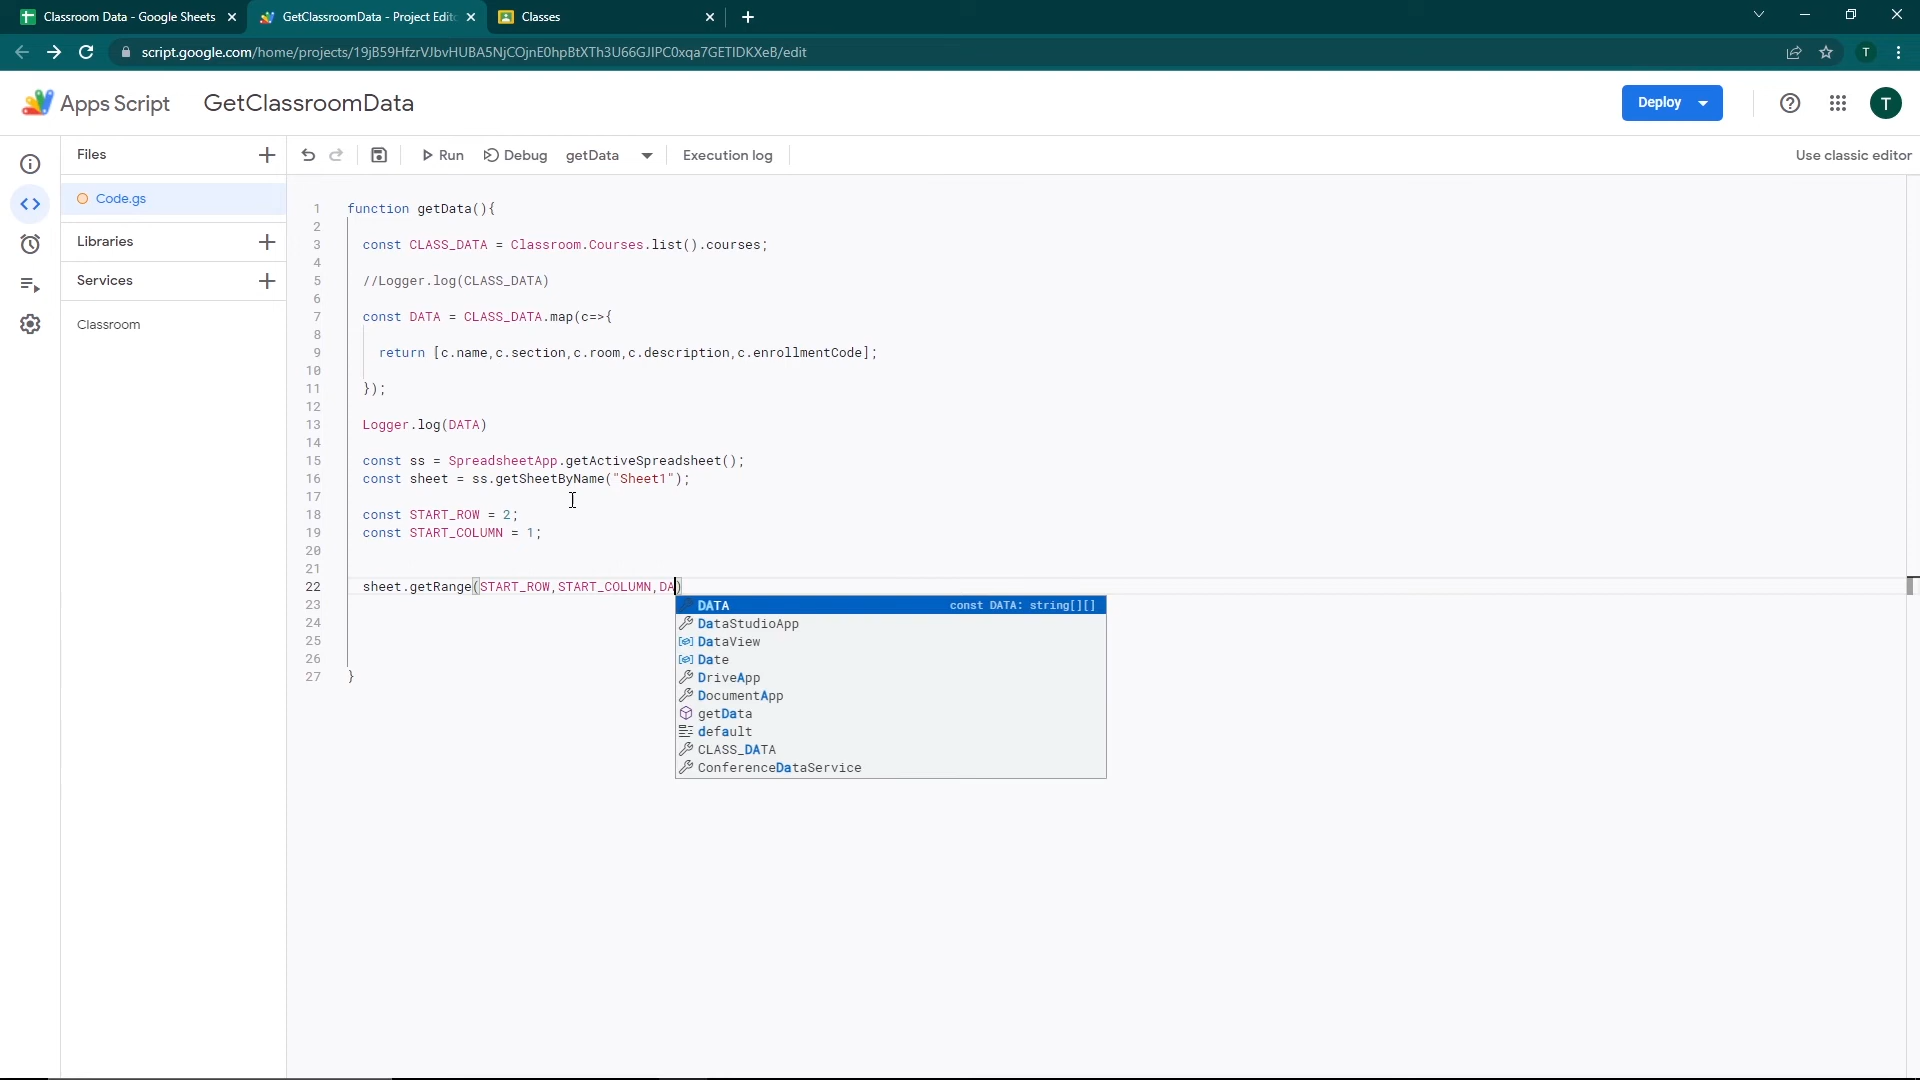 Classroom Data - Google Sheets
GetClassroomData - Project Edito
Classes
script.google.com/home/projects/19jB59HfzrVJbvHUBA5NjCOjnE0hpBtXTh3U66GJIPC0xqa7GETIDKXeB/edit
T
Apps Script
GetClassroomData
Deploy
T
Files
Run
Debug
getData
Execution log
Use classic editor
Code.gs
Libraries
Services
Classroom
1 function getData(){
2
3 const CLASS_DATA = Classroom.Courses.list().courses;
4
5 //Logger.log(CLASS_DATA)
6
7 const DATA = CLASS_DATA.map(c=>{
8
9 return [c.name,c.section,c.room,c.description,c.enrollmentCode];
10
11 });
12
13 Logger.log(DATA)
14
15 const ss = SpreadsheetApp.getActiveSpreadsheet();
16 const sheet = ss.getSheetByName("Sheet1");
17
18 const START_ROW = 2;
19 const START_COLUMN = 1;
20
21
22 sheet.getRange(START_ROW,START_COLUMN,DA)
23
24
25
26
27 }
DATA const DATA: string[][]
DataStudioApp
DataView
Date
DriveApp
DocumentApp
getData
default
CLASS_DATA
ConferenceDataService